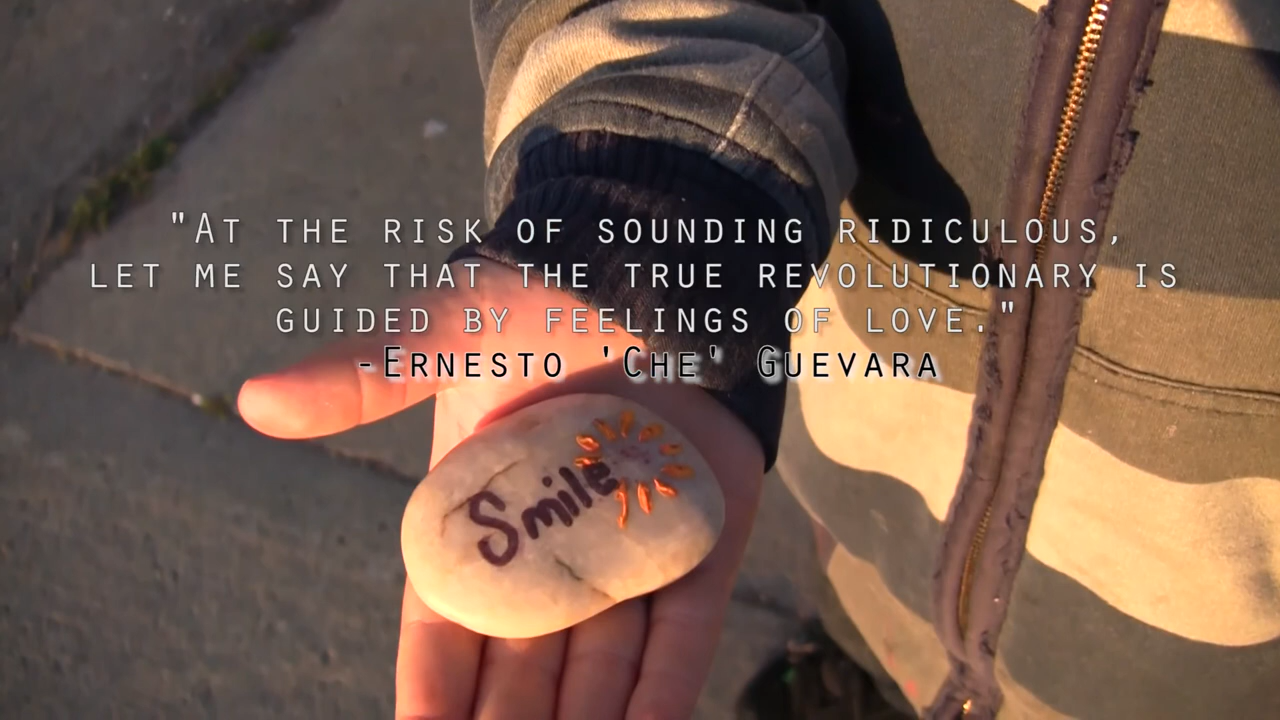 "At the risk of sounding ridiculous,
let me say that the true revolutionary is
guided by feelings of love."
-Ernesto 'Che' Guevara
Smile